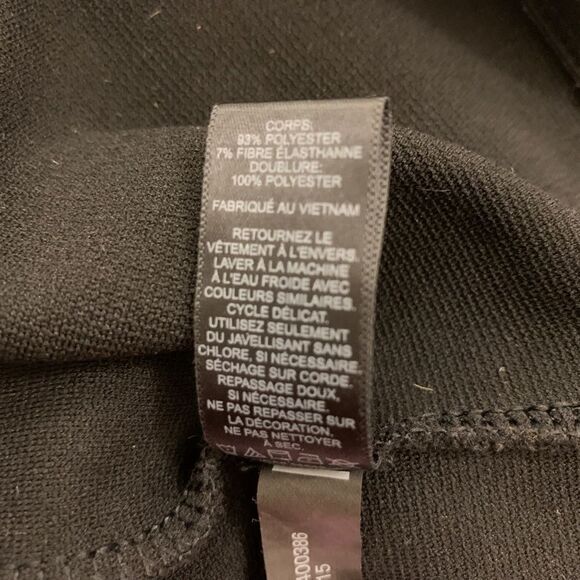 CORPS:
93% POLYESTER
7% FIBRE ÉLASTHANNE
DOUBLURE:
100% POLYESTER
FABRIQUÉ AU VIETNAM
RETOURNEZ LE
VÊTEMENT À L'ENVERS.
LAVER À LA MACHINE
À L'EAU FROIDE AVEC
COULEURS SIMILAIRES.
CYCLE DÉLICAT.
UTILISEZ SEULEMENT
DU JAVELLISANT SANS
CHLORE, SI NÉCESSAIRE.
SÉCHAGE SUR CORDE.
REPASSAGE DOUX,
SI NÉCESSAIRE.
NE PAS REPASSER SUR
LA DÉCORATION.
NE PAS NETTOYER
À SEC.
400386
15